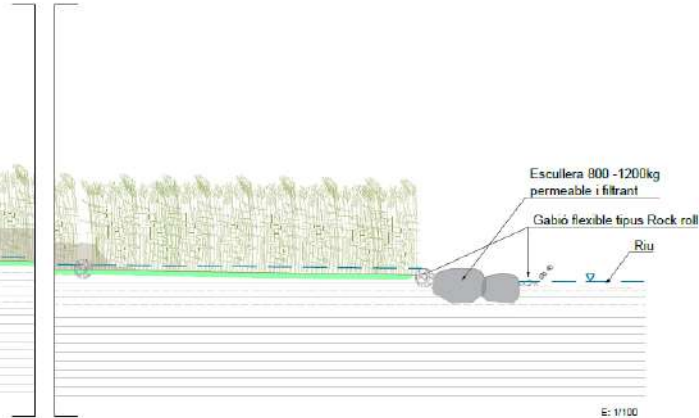 Escullera 800 -1200kg
permeable i filtrant
Gabió flexible tipus Rock roll
Riu
E: 1/100